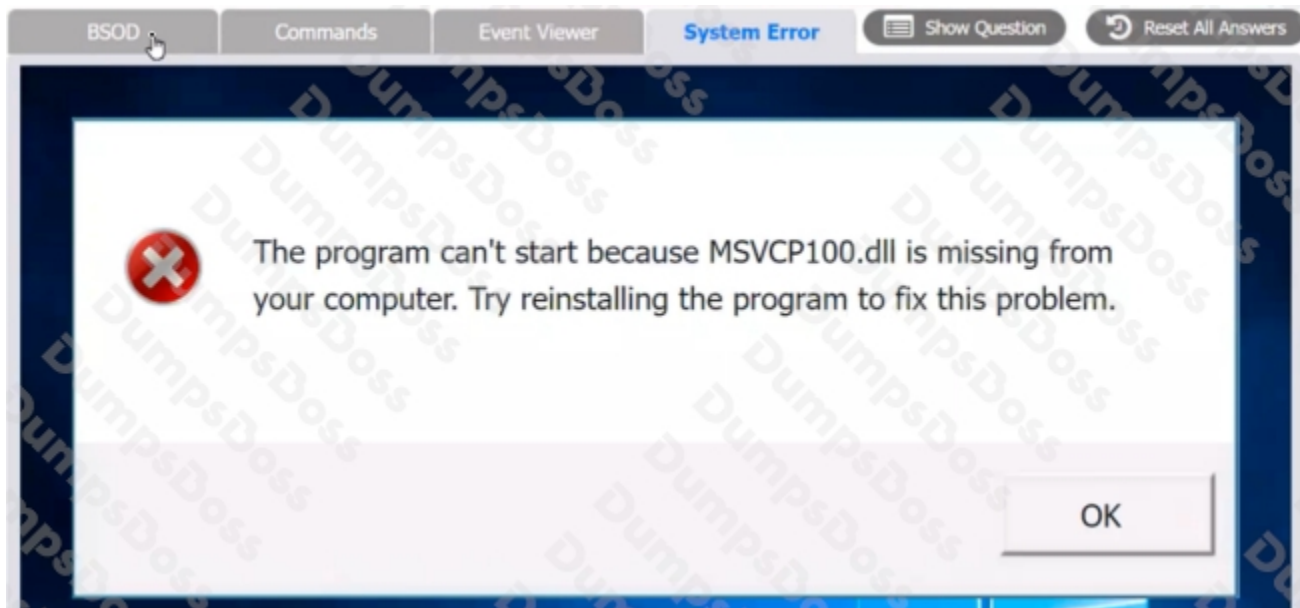 BSOD
Commands
Event Viewer
System Error
Show Question
Reset All Answers
The program can't start because MSVCP100.dll is missing from
your computer. Try reinstalling the program to fix this problem.
OK
DumpsDoss